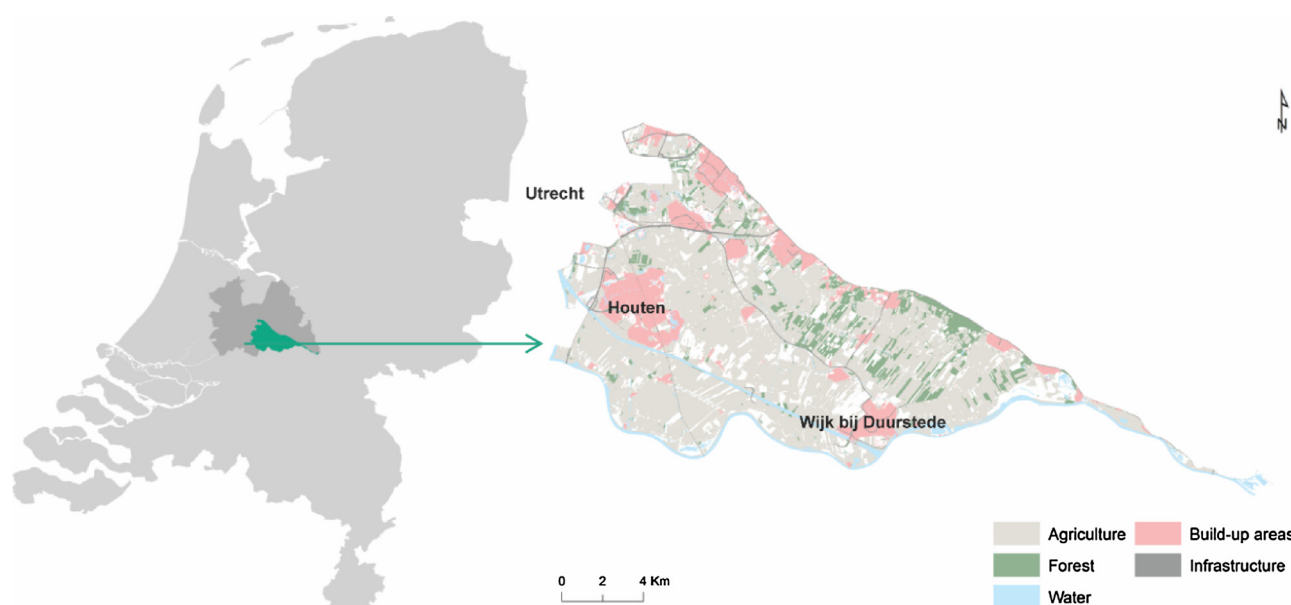 N
Utrecht
Houten
Wijk bij Duurstede
Agriculture
Build-up areas
Forest
Infrastructure
Water
0 2 4 Km